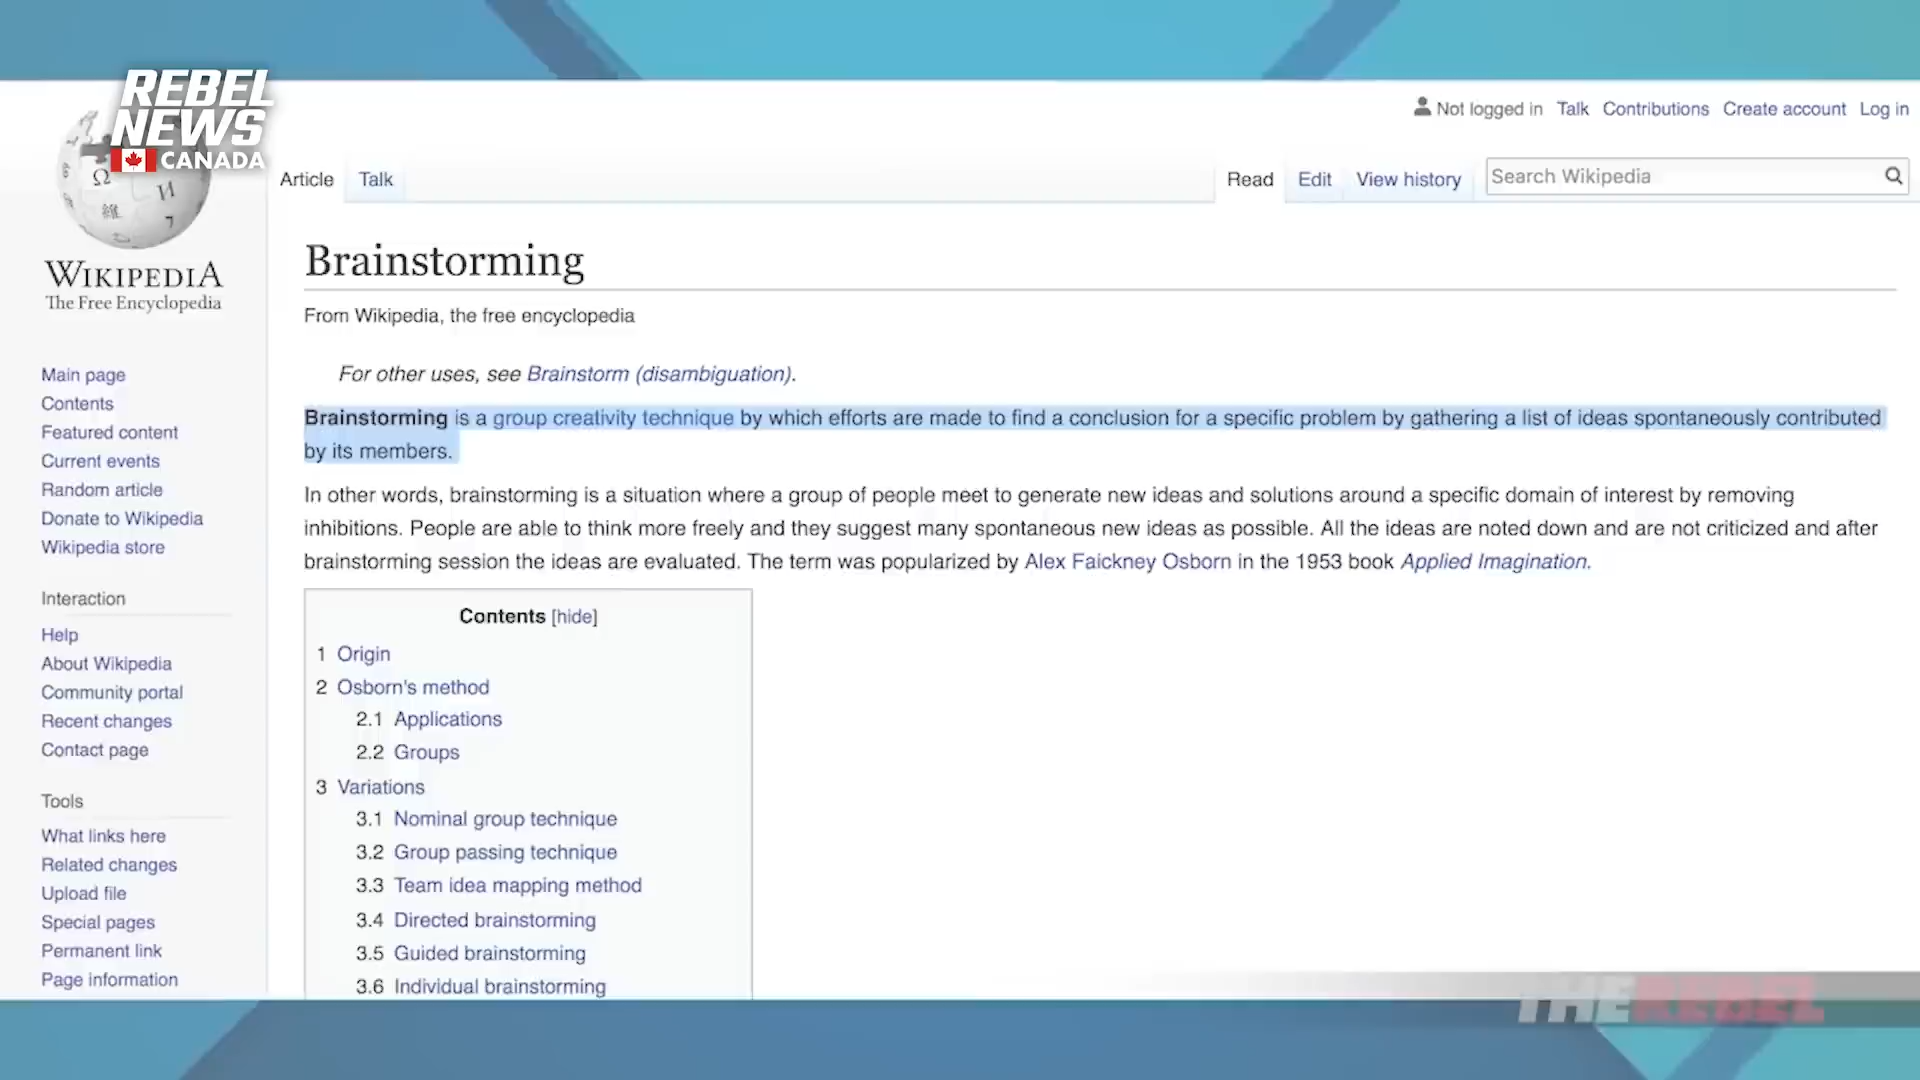 REBEL
NEWS
CANADA
Not logged in Talk Contributions Create account Log in
Article Talk Read Edit View history Search Wikipedia
WIKIPEDIA
The Free Encyclopedia
Main page
Contents
Featured content
Current events
Random article
Donate to Wikipedia
Wikipedia store
Interaction
Help
About Wikipedia
Community portal
Recent changes
Contact page
Tools
What links here
Related changes
Upload file
Special pages
Permanent link
Page information
Brainstorming
From Wikipedia, the free encyclopedia
For other uses, see Brainstorm (disambiguation).
Brainstorming is a group creativity technique by which efforts are made to find a conclusion for a specific problem by gathering a list of ideas spontaneously contributed
by its members.
In other words, brainstorming is a situation where a group of people meet to generate new ideas and solutions around a specific domain of interest by removing
inhibitions. People are able to think more freely and they suggest many spontaneous new ideas as possible. All the ideas are noted down and are not criticized and after
brainstorming session the ideas are evaluated. The term was popularized by Alex Faickney Osborn in the 1953 book Applied Imagination.
Contents [hide]
1 Origin
2 Osborn's method
2.1 Applications
2.2 Groups
3 Variations
3.1 Nominal group technique
3.2 Group passing technique
3.3 Team idea mapping method
3.4 Directed brainstorming
3.5 Guided brainstorming
3.6 Individual brainstorming
THEREBEL